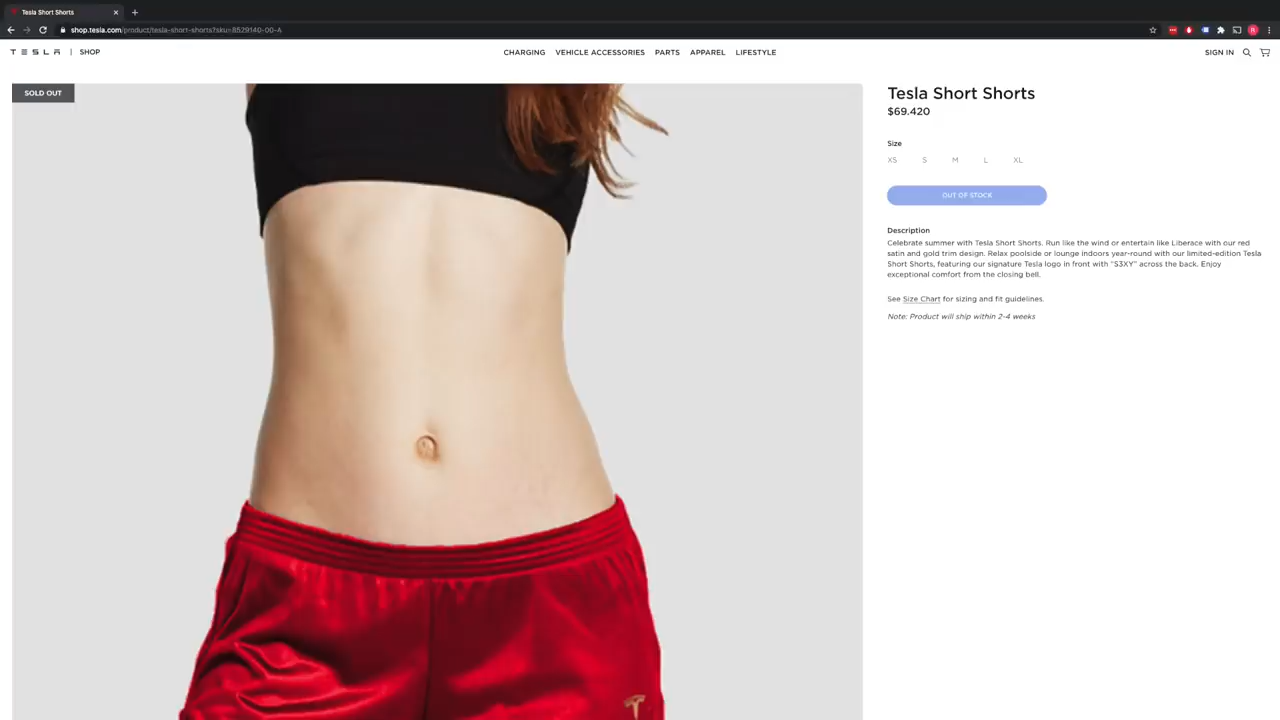 Tesla Short Shorts
shop.tesla.com/product/tesla-short-shorts?sku=8529140-00-A
TESLA | SHOP
CHARGING VEHICLE ACCESSORIES PARTS APPAREL LIFESTYLE
SIGN IN
SOLD OUT
Tesla Short Shorts
$69.420
Size
XS S M L XL
OUT OF STOCK
Description
Celebrate summer with Tesla Short Shorts. Run like the wind or entertain like Liberace with our red
satin and gold trim design. Relax poolside or lounge indoors year-round with our limited-edition Tesla
Short Shorts, featuring our signature Tesla logo in front with “S3XY” across the back. Enjoy
exceptional comfort from the closing bell.
See Size Chart for sizing and fit guidelines.
Note: Product will ship within 2-4 weeks